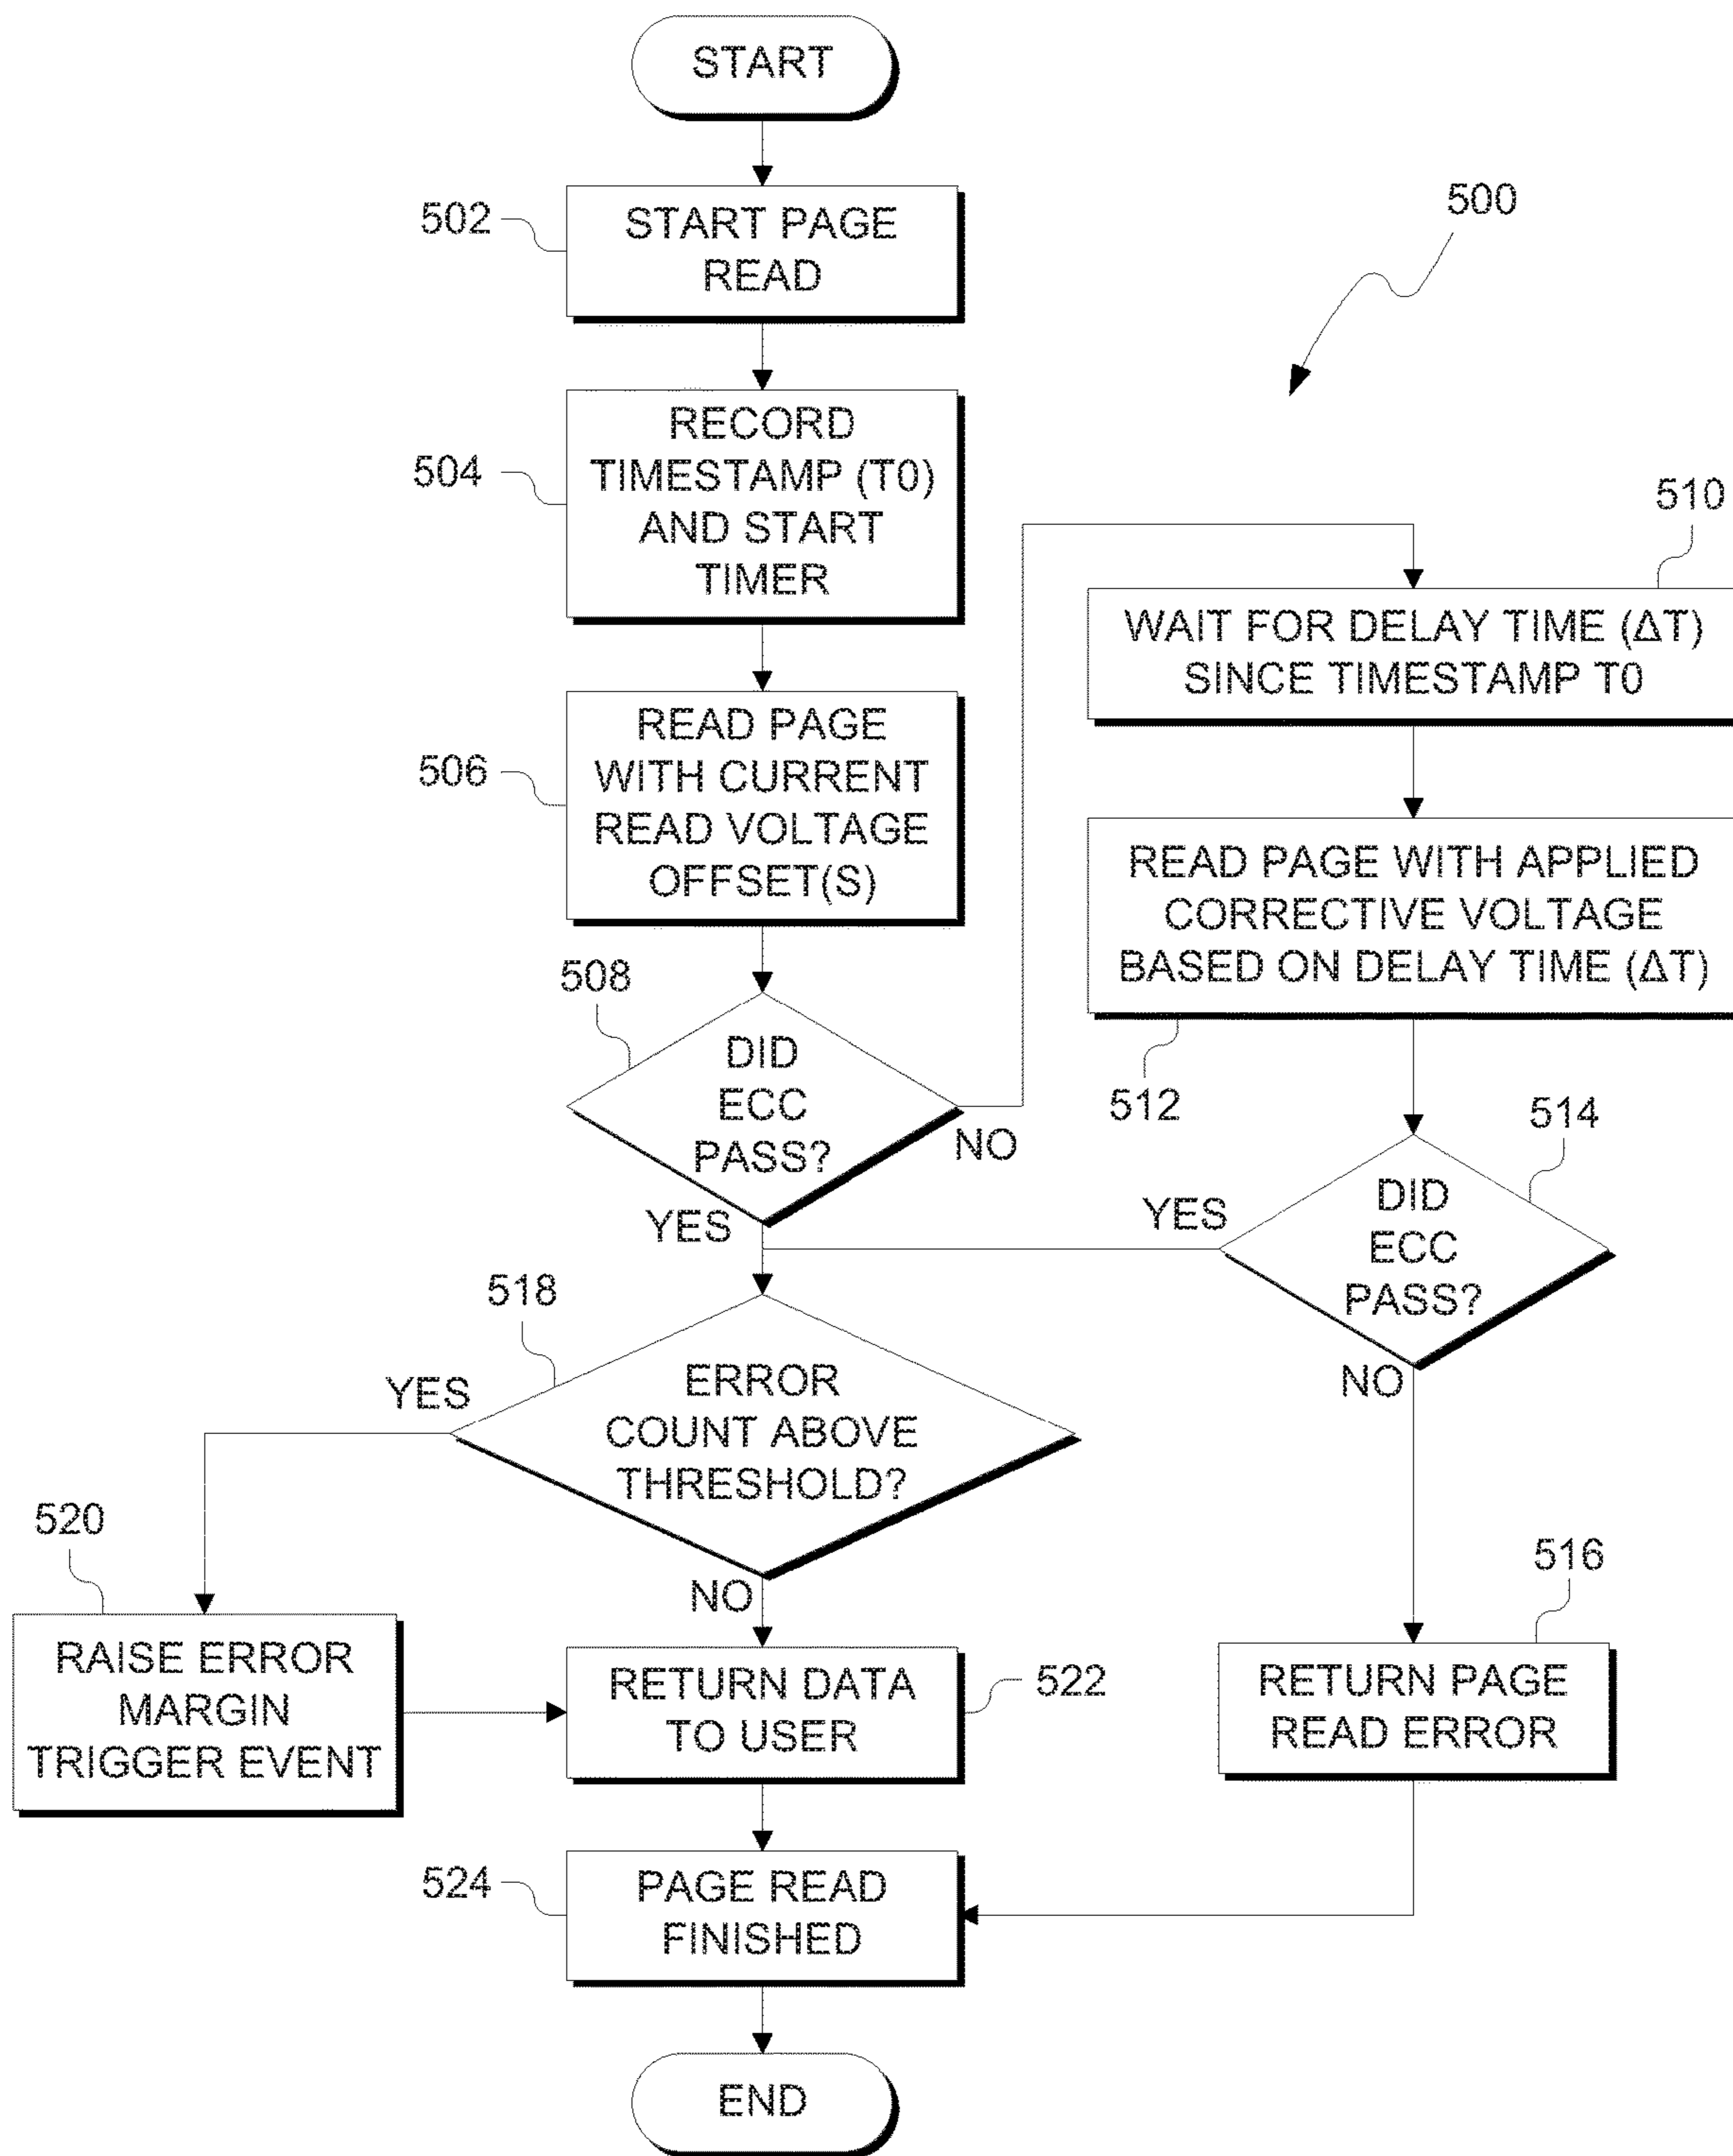 START
502
START PAGE
READ
500
504
RECORD
TIMESTAMP (T0)
AND START
TIMER
510
WAIT FOR DELAY TIME (ΔT)
SINCE TIMESTAMP T0
506
READ PAGE
WITH CURRENT
READ VOLTAGE
OFFSET(S)
READ PAGE WITH APPLIED
CORRECTIVE VOLTAGE
BASED ON DELAY TIME (ΔT)
512
508
DID
ECC
PASS?
NO
YES
514
DID
ECC
PASS?
YES
NO
518
ERROR
COUNT ABOVE
THRESHOLD?
YES
NO
520
RAISE ERROR
MARGIN
TRIGGER EVENT
RETURN DATA
TO USER
522
516
RETURN PAGE
READ ERROR
524
PAGE READ
FINISHED
END